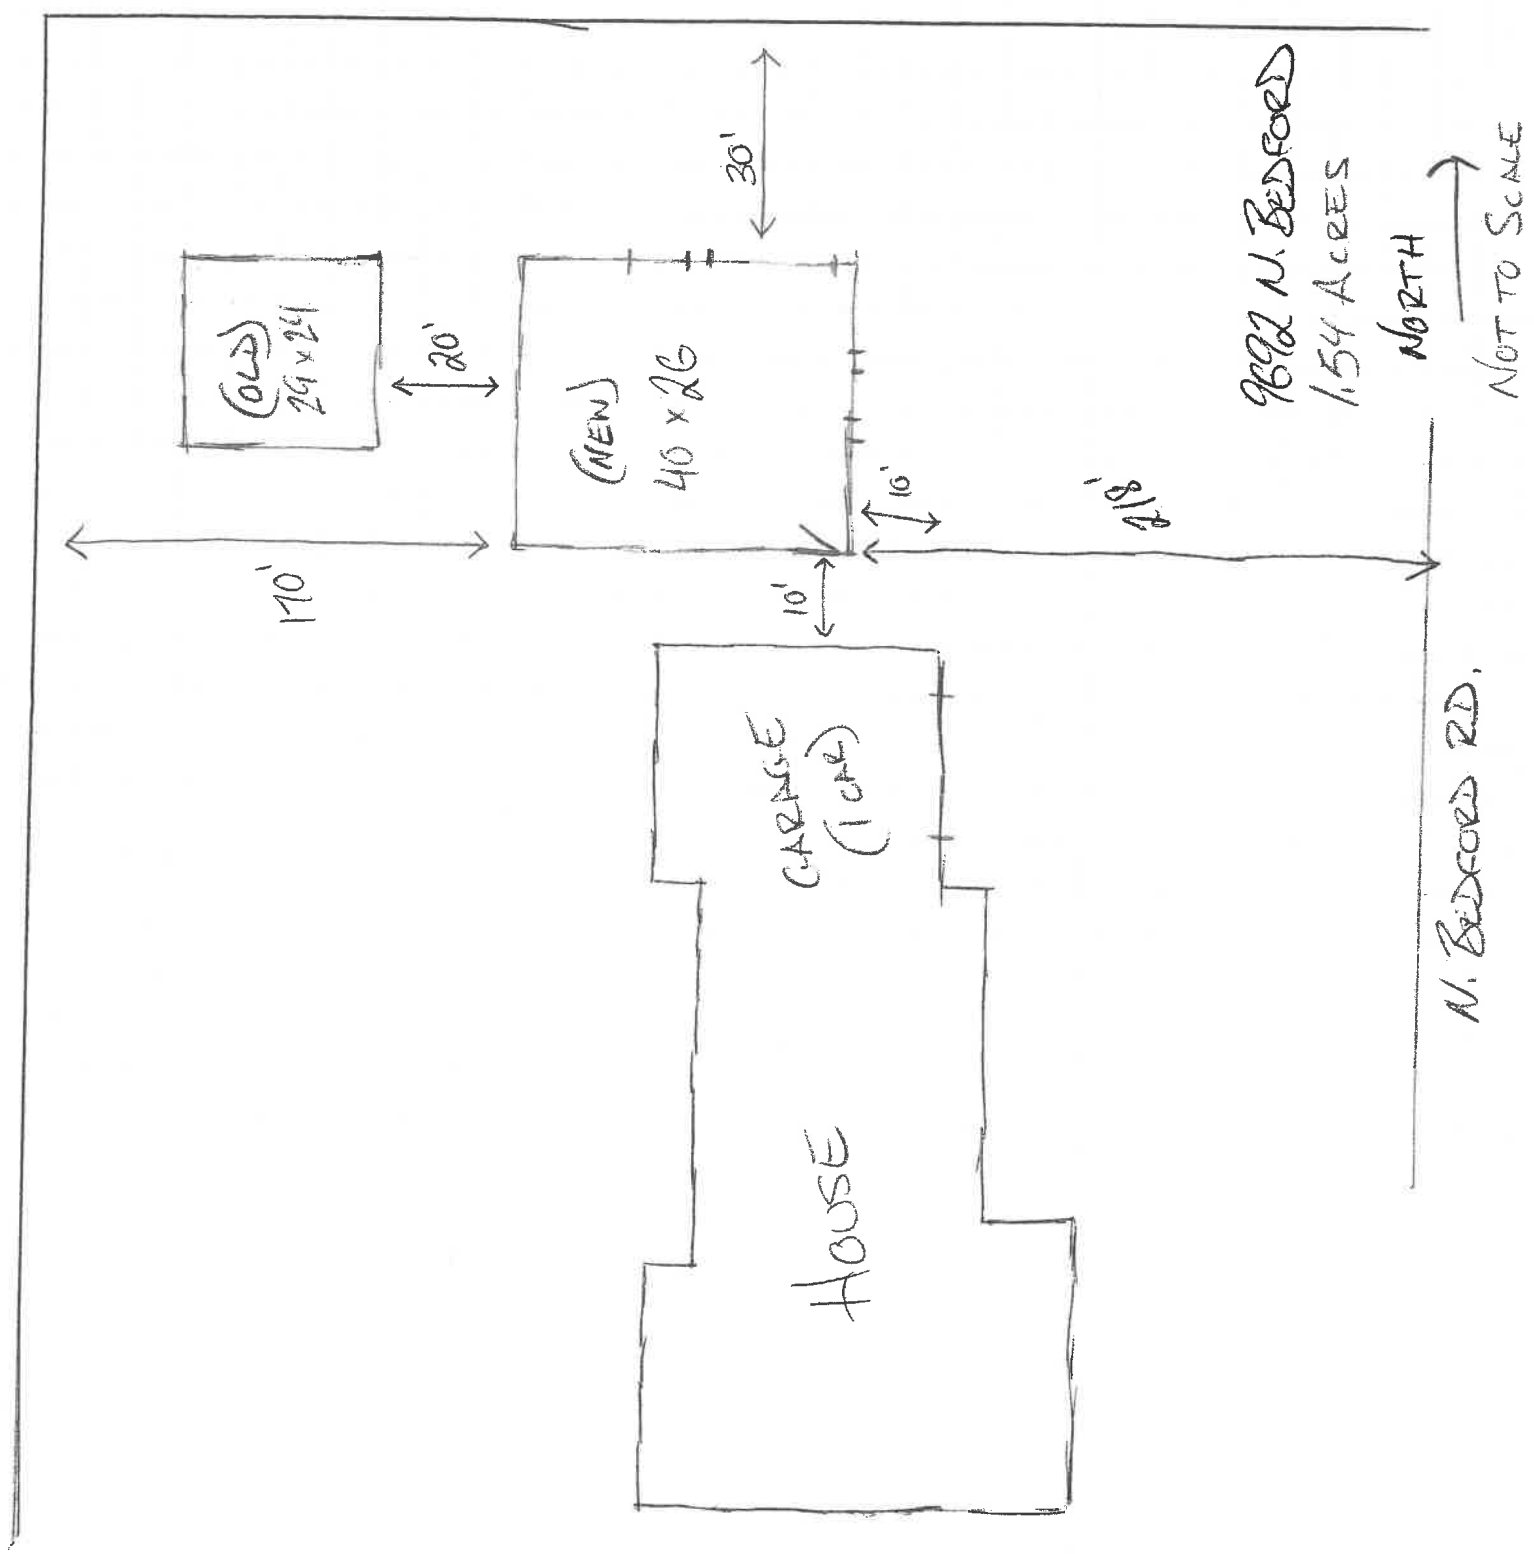 (OLD)
24 x 24
20'
(NEW)
40 x 26
30'
170'
10'
10'
218'
GARAGE
(1 CAR)
HOUSE
9692 N. BEDFORD
1.54 ACRES
NORTH
NOT TO SCALE
N. BEDFORD RD.